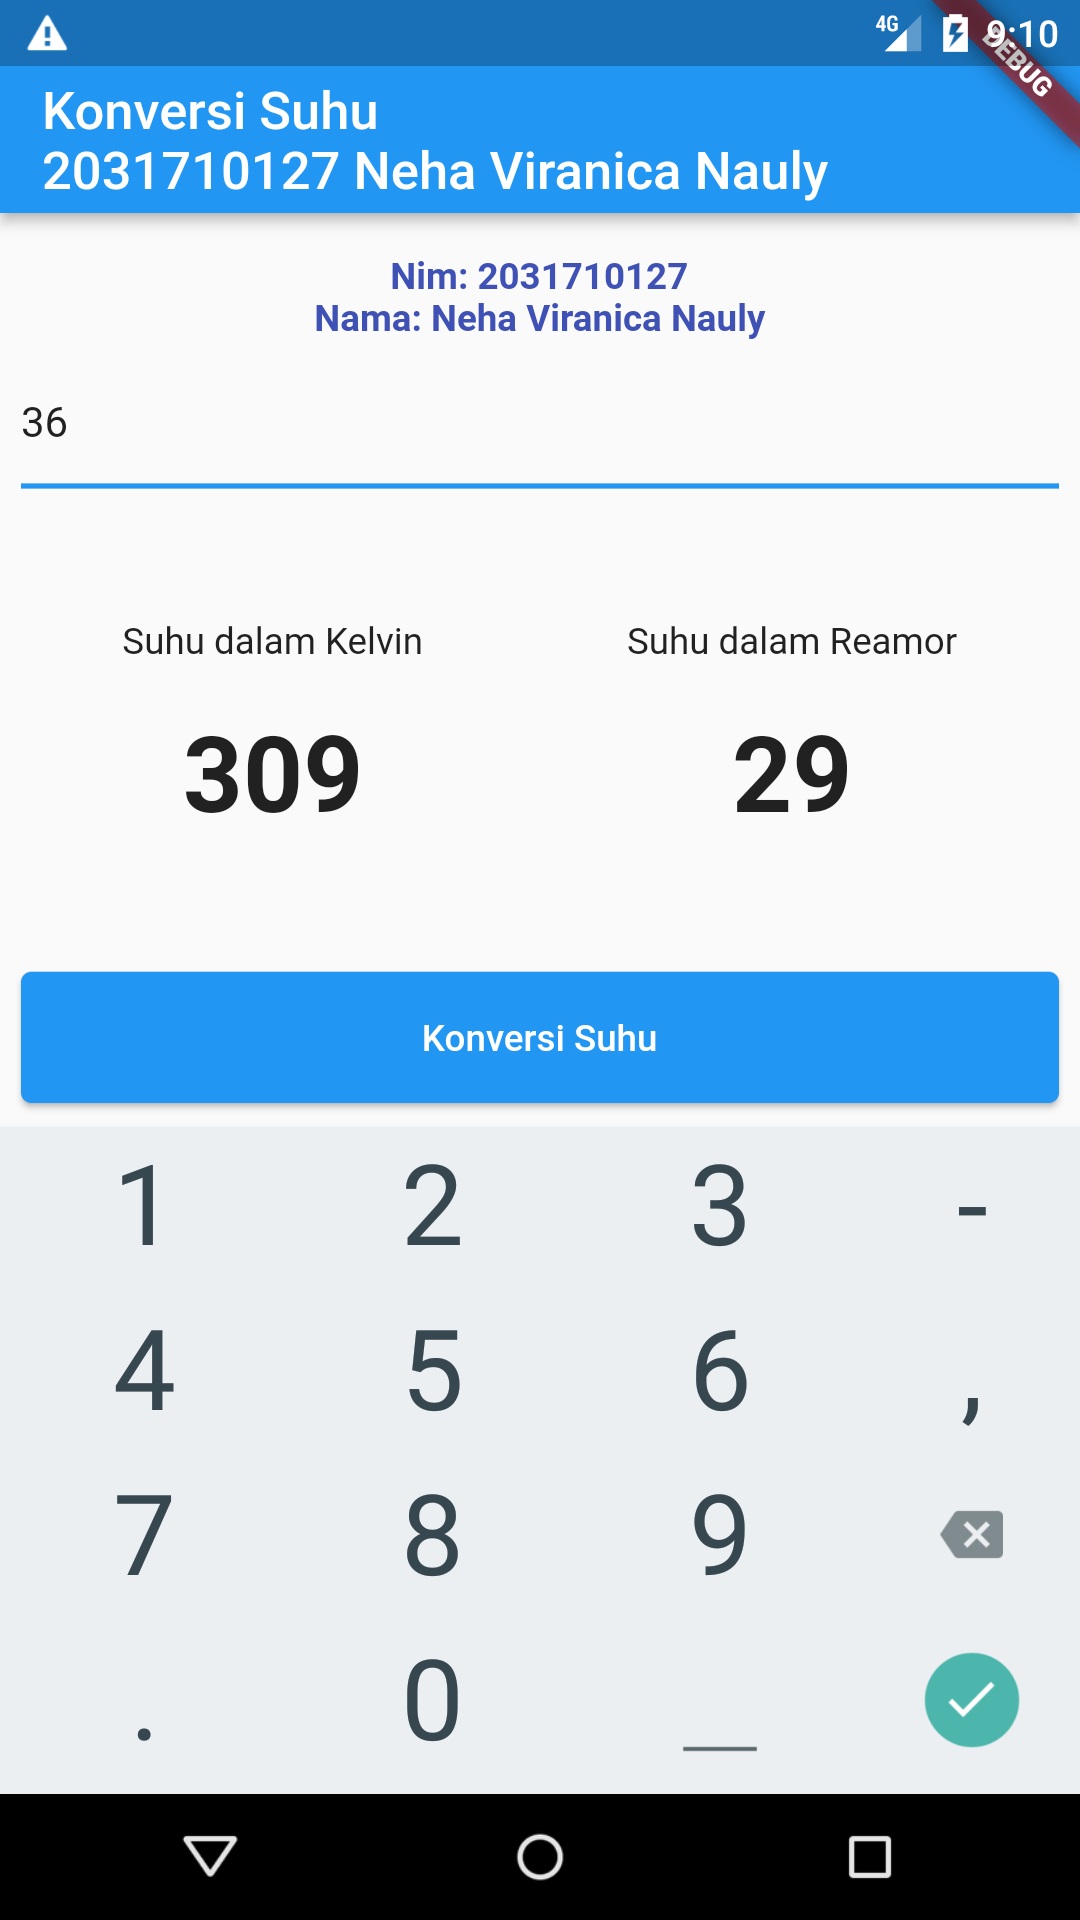 4G 9:10
DEBUG
Konversi Suhu
2031710127 Neha Viranica Nauly
Nim: 2031710127
Nama: Neha Viranica Nauly
36
Suhu dalam Kelvin Suhu dalam Reamor
309 29
Konversi Suhu
1 2 3 -
4 5 6 ,
7 8 9
. 0 _